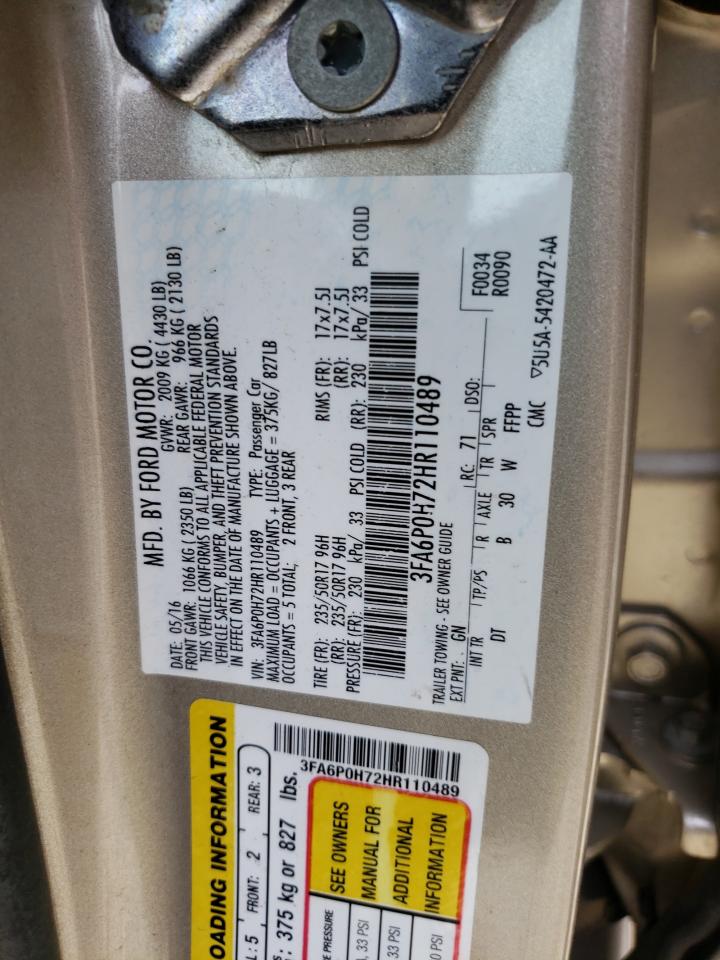 MFD. BY FORD MOTOR CO.
DATE: 05/16 GVWR: 2009 KG ( 4430 LB)
FRONT GAWR: 1066 KG ( 2350 LB) REAR GAWR: 966 KG ( 2130 LB)
THIS VEHICLE CONFORMS TO ALL APPLICABLE FEDERAL MOTOR
VEHICLE SAFETY, BUMPER, AND THEFT PREVENTION STANDARDS
IN EFFECT ON THE DATE OF MANUFACTURE SHOWN ABOVE.
VIN: 3FA6P0H72HR110489 TYPE: Passenger Car
MAXIMUM LOAD = OCCUPANTS + LUGGAGE = 375KG/ 827LB
OCCUPANTS = 5 TOTAL; 2 FRONT, 3 REAR
TIRE (FR): 235/50R17 96H RIMS (FR): 17x7.5J
(RR): 235/50R17 96H (RR): 17x7.5J
PRESSURE (FR): 230 kPa/ 33 PSI COLD (RR): 230 kPa/ 33 PSI COLD
3FA6P0H72HR110489
TRAILER TOWING - SEE OWNER GUIDE
EXT PNT: GN RC: 71 DSO: F0034
INT TR TP/PS R AXLE TR SPR R0090
DT B 30 W FFPP
CMC ▽5U5A-5420472-AA
3FA6P0H72HR110489
OADING INFORMATION
L: 5 FRONT: 2 REAR: 3
: 375 kg or 827 lbs.
E PRESSURE
, 33 PSI
33 PSI
0 PSI
SEE OWNERS
MANUAL FOR
ADDITIONAL
INFORMATION